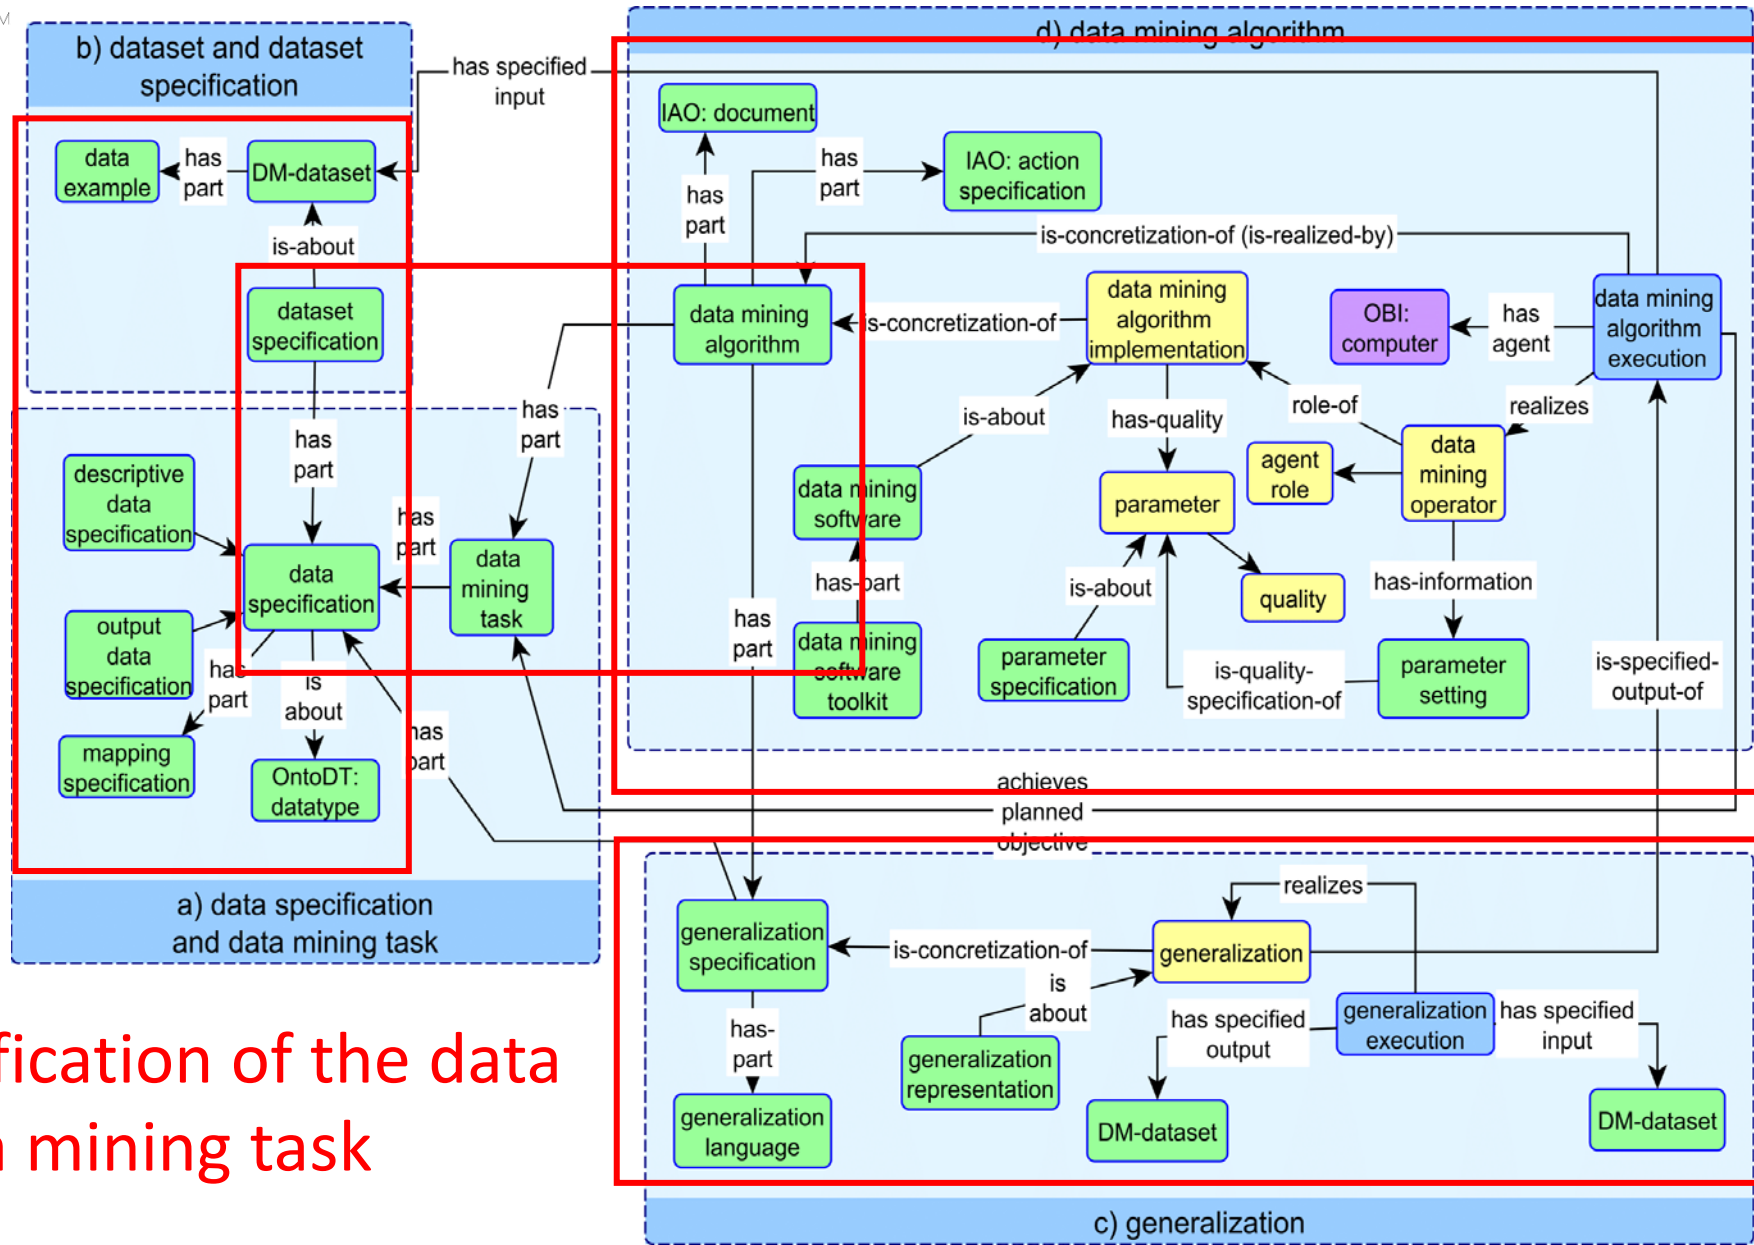 M
b) dataset and dataset
specification
data
example
has
part
DM-dataset
is-about
dataset
specification
has specified
input
d) data mining algorithm
IAO: document
has
part
has
part
IAO: action
specification
is-concretization-of (is-realized-by)
data mining
algorithm
is-concretization-of
data mining
algorithm
implementation
OBI:
computer
has
agent
data mining
algorithm
execution
is-about
has-quality
role-of
realizes
agent
role
data
mining
operator
data mining
software
parameter
has-part
is-about
quality
has-information
data mining
software
toolkit
parameter
specification
is-quality-
specification-of
parameter
setting
is-specified-
output-of
has
part
has
part
has
part
descriptive
data
specification
has
part
data
specification
data
mining
task
output
data
specification
has
part
is
about
has
part
mapping
specification
OntoDT:
datatype
a) data specification
and data mining task
achieves
planned
objective
realizes
generalization
specification
is-concretization-of
generalization
is
about
has-
part
generalization
representation
has specified
output
generalization
execution
has specified
input
generalization
language
DM-dataset
DM-dataset
c) generalization
fication of the data
mining task